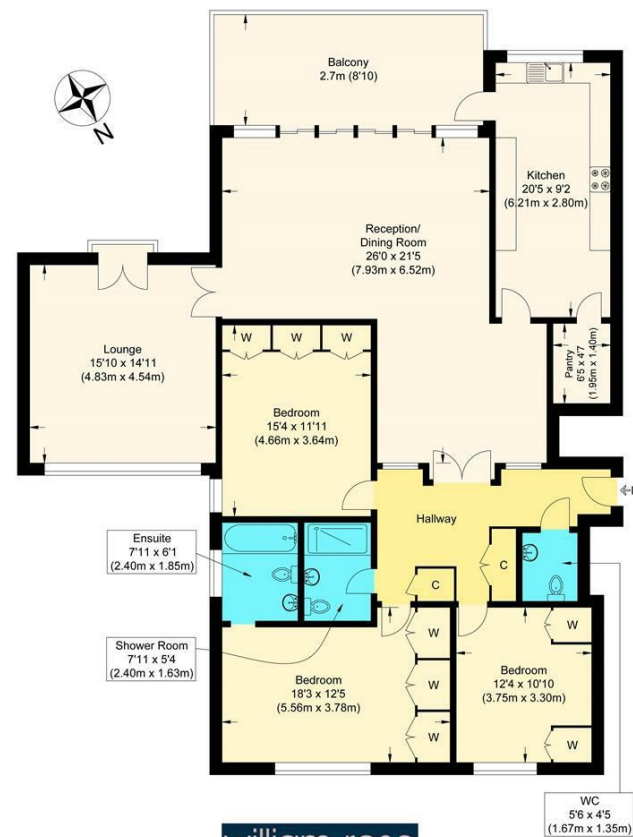 Balcony
2.7m (8'10)
N
Kitchen
20'5 x 9'2
(6.21m x 2.80m)
Reception/
Dining Room
26'0 x 21'5
(7.93m x 6.52m)
Lounge
15'10 x 14'11
(4.83m x 4.54m)
W
W
W
Pantry
6'5 x 4'7
(1.95m x 1.40m)
Bedroom
15'4 x 11'11
(4.66m x 3.64m)
Hallway
Ensuite
7'11 x 6'1
(2.40m x 1.85m)
C
C
Shower Room
7'11 x 5'4
(2.40m x 1.63m)
W
W
W
Bedroom
18'3 x 12'5
(5.56m x 3.78m)
W
Bedroom
12'4 x 10'10
(3.75m x 3.30m)
W
WC
5'6 x 4'5
(1.67m x 1.35m)